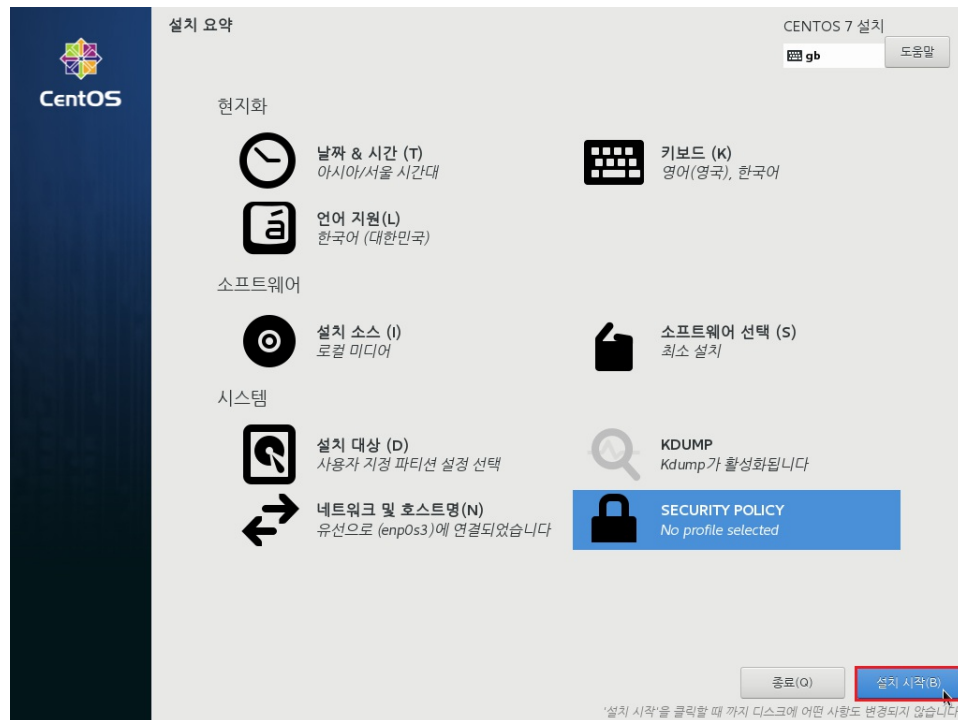 설치 요약
CENTOS 7 설치
gb
도움말
CentOS
현지화
날짜 & 시간 (T)
아시아/서울 시간대
키보드 (K)
영어(영국), 한국어
á
언어 지원(L)
한국어 (대한민국)
소프트웨어
설치 소스 (I)
로컬 미디어
소프트웨어 선택 (S)
최소 설치
시스템
설치 대상 (D)
사용자 지정 파티션 설정 선택
KDUMP
Kdump가 활성화됩니다
네트워크 및 호스트명(N)
유선으로 (enp0s3)에 연결되었습니다
SECURITY POLICY
No profile selected
종료(Q)
설치 시작(B)
'설치 시작'을 클릭할 때 까지 디스크에 어떤 사항도 변경되지 않습니다